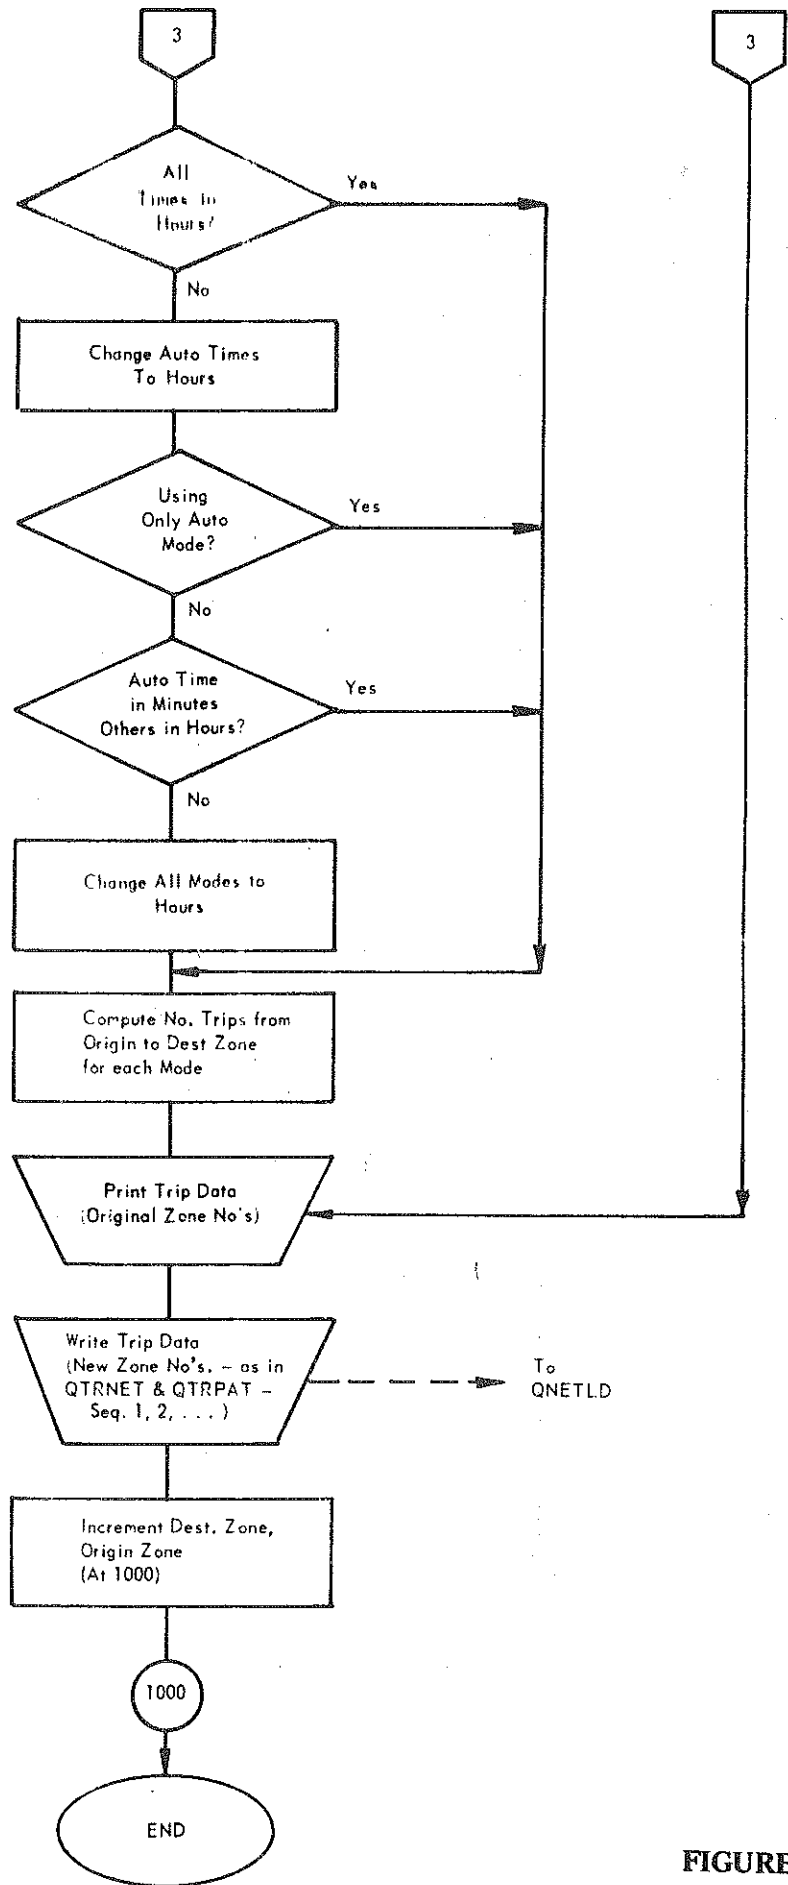 3
3
All
Times In
Hours?
Yes
No
Change Auto Times
To Hours
Using
Only Auto
Mode?
Yes
No
Auto Time
in Minutes
Others in Hours?
Yes
No
Change All Modes to
Hours
Compute No. Trips from
Origin to Dest Zone
for each Mode
Print Trip Data
(Original Zone No's)
Write Trip Data
(New Zone No's. - as in
QTRNET & QTRPAT -
Seq. 1, 2, . . . )
To
QNETLD
Increment Dest. Zone,
Origin Zone
(At 1000)
1000
END
FIGURE